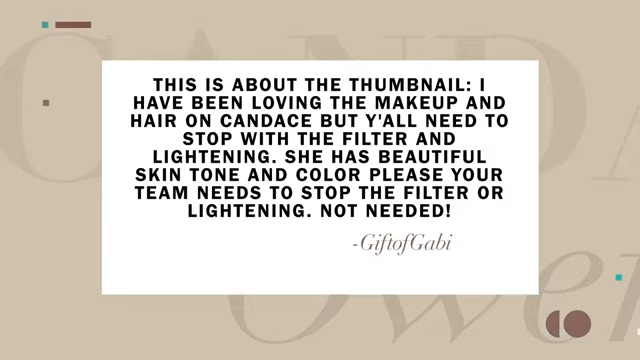 CANDA
THIS IS ABOUT THE THUMBNAIL: I
HAVE BEEN LOVING THE MAKEUP AND
HAIR ON CANDACE BUT Y'ALL NEED TO
STOP WITH THE FILTER AND
LIGHTENING. SHE HAS BEAUTIFUL
SKIN TONE AND COLOR PLEASE YOUR
TEAM NEEDS TO STOP THE FILTER OR
LIGHTENING. NOT NEEDED!
-GiftofGabi
Owen